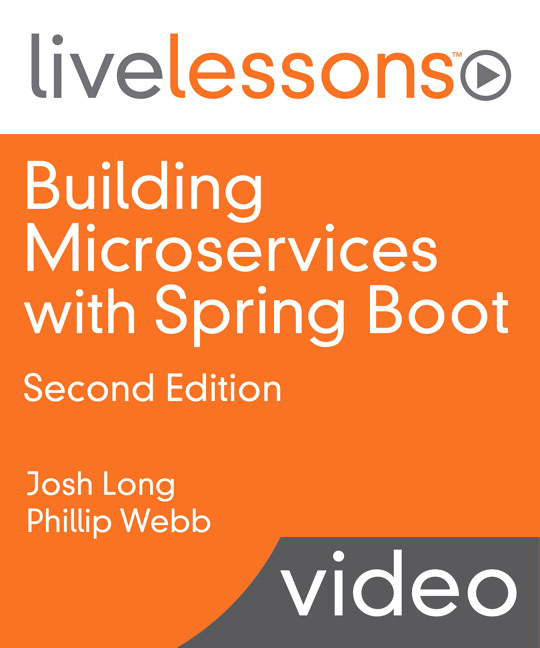 livelessons™
Building
Microservices
with Spring Boot
Second Edition
Josh Long
Phillip Webb
video